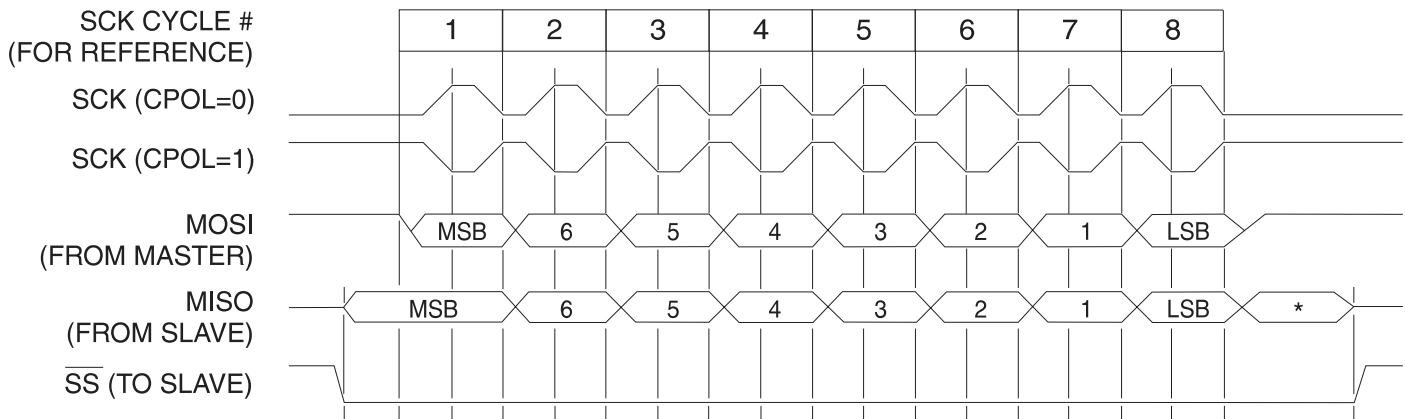 SCK CYCLE #
(FOR REFERENCE)
1 2 3 4 5 6 7 8
SCK (CPOL=0)
SCK (CPOL=1)
MOSI
(FROM MASTER)
MSB 6 5 4 3 2 1 LSB
MISO
(FROM SLAVE)
MSB 6 5 4 3 2 1 LSB *
SS (TO SLAVE)